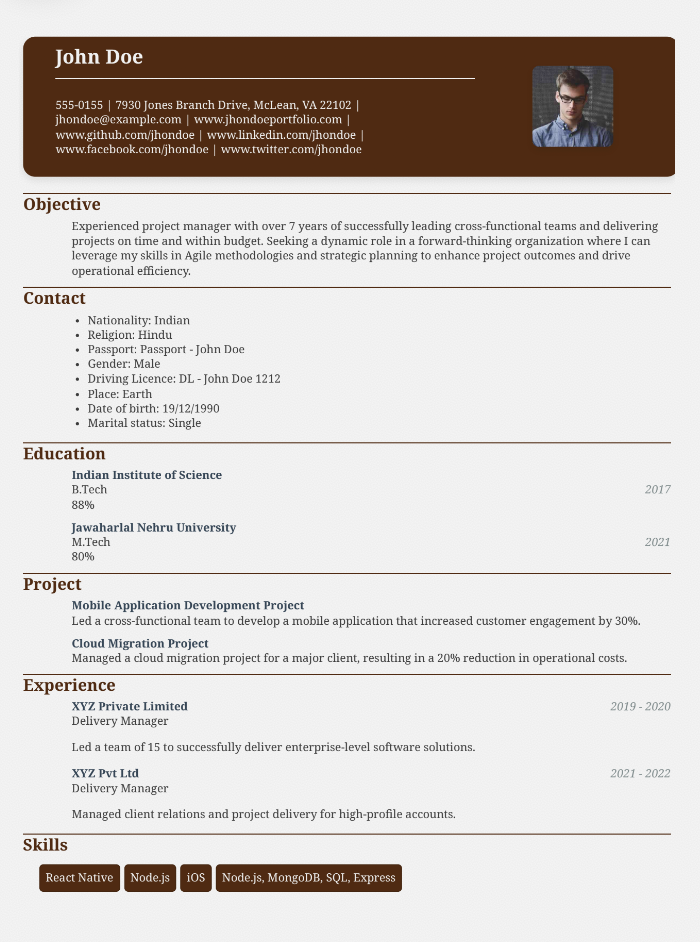 John Doe
555-0155 | 7930 Jones Branch Drive, McLean, VA 22102 |
jhondoe@example.com | www.jhondoeportfolio.com |
www.github.com/jhondoe | www.linkedin.com/jhondoe |
www.facebook.com/jhondoe | www.twitter.com/jhondoe
Objective
Experienced project manager with over 7 years of successfully leading cross-functional teams and delivering
projects on time and within budget. Seeking a dynamic role in a forward-thinking organization where I can
leverage my skills in Agile methodologies and strategic planning to enhance project outcomes and drive
operational efficiency.
Contact
• Nationality: Indian
• Religion: Hindu
• Passport: Passport - John Doe
• Gender: Male
• Driving Licence: DL - John Doe 1212
• Place: Earth
• Date of birth: 19/12/1990
• Marital status: Single
Education
Indian Institute of Science
B.Tech 2017
88%
Jawaharlal Nehru University
M.Tech 2021
80%
Project
Mobile Application Development Project
Led a cross-functional team to develop a mobile application that increased customer engagement by 30%.
Cloud Migration Project
Managed a cloud migration project for a major client, resulting in a 20% reduction in operational costs.
Experience
XYZ Private Limited 2019 - 2020
Delivery Manager
Led a team of 15 to successfully deliver enterprise-level software solutions.
XYZ Pvt Ltd 2021 - 2022
Delivery Manager
Managed client relations and project delivery for high-profile accounts.
Skills
React Native Node.js iOS Node.js, MongoDB, SQL, Express